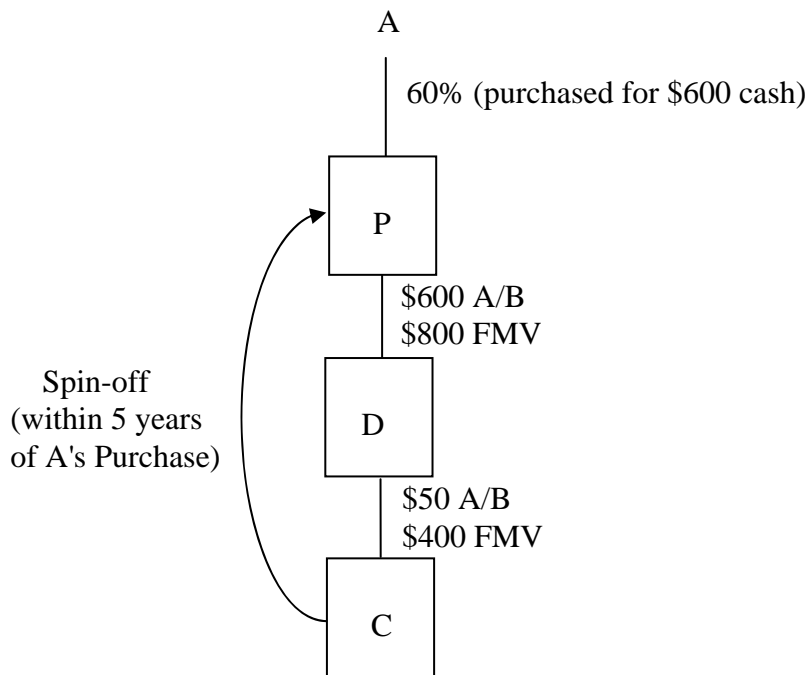 A
60% (purchased for $600 cash)
P
$600 A/B
$800 FMV
Spin-off
(within 5 years
of A's Purchase)
D
$50 A/B
$400 FMV
C